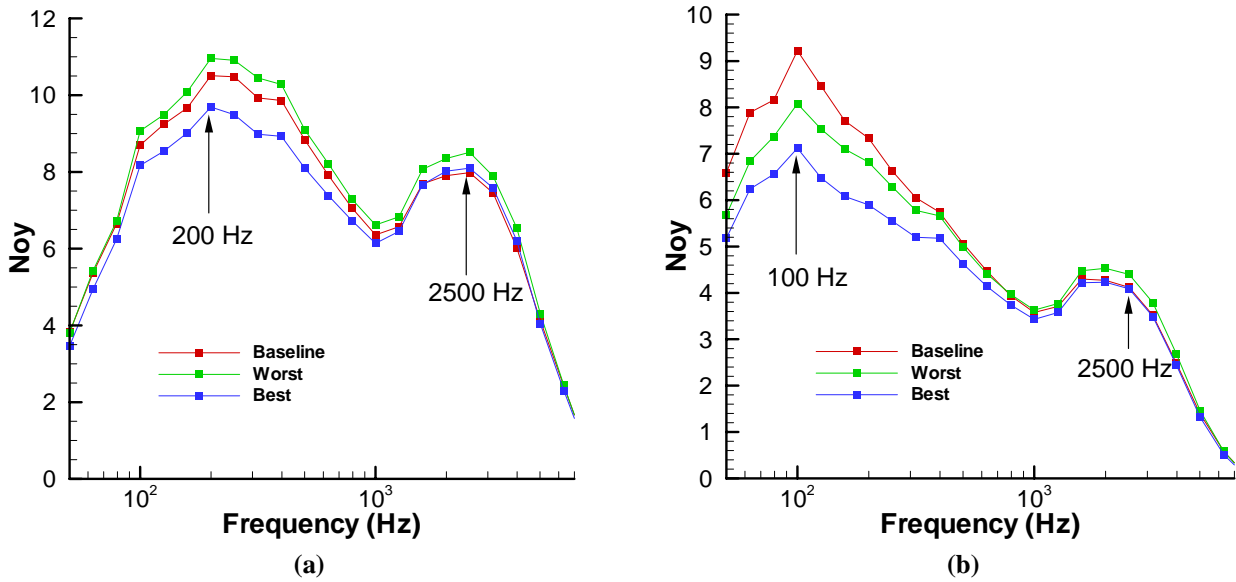 12
10
8
6
4
2
0
Noy
200 Hz
2500 Hz
Baseline
Worst
Best
10²
10³
Frequency (Hz)
(a)
10
9
8
7
6
5
4
3
2
1
0
Noy
100 Hz
2500 Hz
Baseline
Worst
Best
10²
10³
Frequency (Hz)
(b)